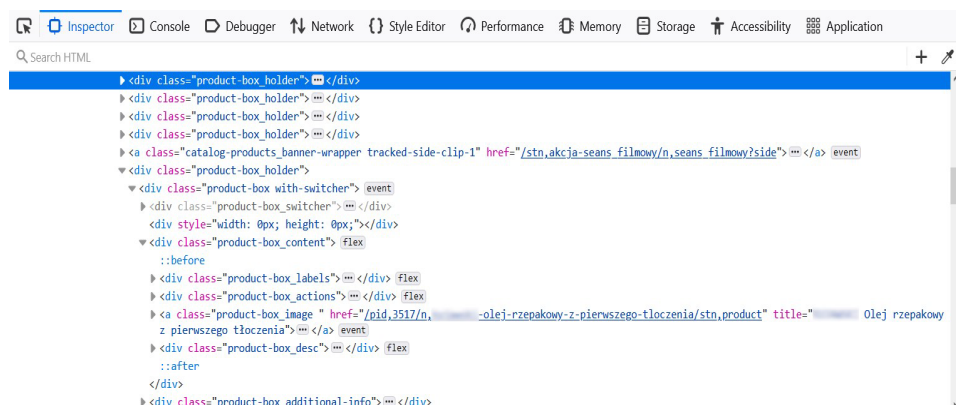 Inspector Console Debugger Network Style Editor Performance Memory Storage Accessibility Application
Search HTML
<div class="product-box_holder"> ··· </div>
<div class="product-box_holder"> ··· </div>
<div class="product-box_holder"> ··· </div>
<div class="product-box_holder"> ··· </div>
<a class="catalog-products_banner-wrapper tracked-side-clip-1" href="/stn,akcja-seans_filmowy/n,seans_filmowy?side"> ··· </a> event
<div class="product-box_holder">
<div class="product-box with-switcher"> event
<div class="product-box_switcher"> ··· </div>
<div style="width: 0px; height: 0px;"></div>
<div class="product-box_content"> flex
::before
<div class="product-box_labels"> ··· </div> flex
<div class="product-box_actions"> ··· </div> flex
<a class="product-box_image " href="/pid,3517/n, -olej-rzepakowy-z-pierwszego-tloczenia/stn,product" title=" Olej rzepakowy
z pierwszego tłoczenia"> ··· </a> event
<div class="product-box_desc"> ··· </div> flex
::after
</div>
<div class="product-box_additional-info"> ··· </div>